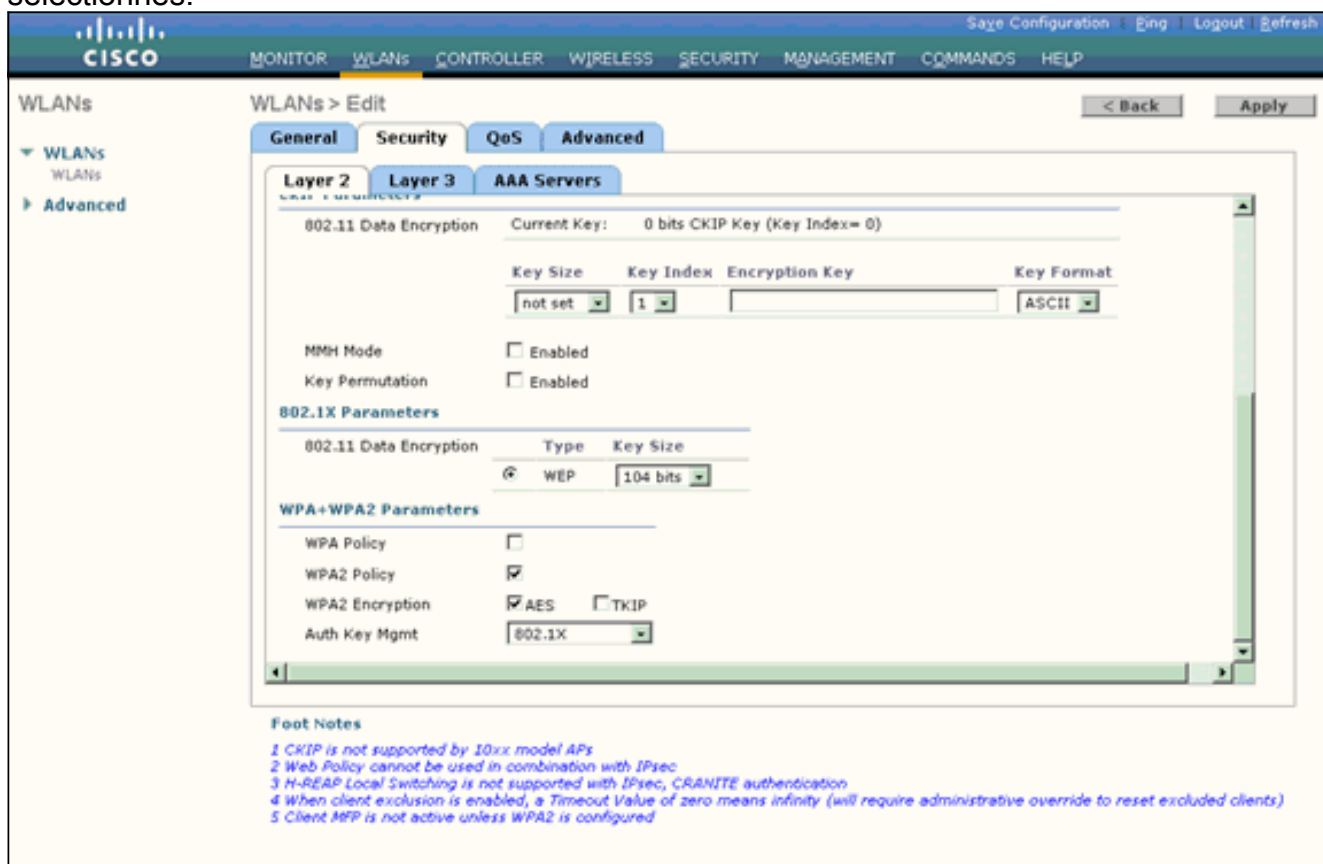 selectionnés.
Save Configuration | Ping | Logout | Refresh
CISCO
MONITOR WLANs CONTROLLER WIRELESS SECURITY MANAGEMENT COMMANDS HELP
WLANs
WLANs > Edit
< Back
Apply
General Security QoS Advanced
WLANs
WLANs
Advanced
Layer 2 Layer 3 AAA Servers
CKIP Parameters
802.11 Data Encryption Current Key: 0 bits CKIP Key (Key Index= 0)
Key Size Key Index Encryption Key Key Format
not set 1 ASCII
MMH Mode Enabled
Key Permutation Enabled
802.1X Parameters
802.11 Data Encryption Type Key Size
WEP 104 bits
WPA+WPA2 Parameters
WPA Policy
WPA2 Policy
WPA2 Encryption AES TKIP
Auth Key Mgmt 802.1X
Foot Notes
1 CKIP is not supported by 10xx model APs
2 Web Policy cannot be used in combination with IPsec
3 H-REAP Local Switching is not supported with IPsec, CRANITE authentication
4 When client exclusion is enabled, a Timeout Value of zero means infinity (will require administrative override to reset excluded clients)
5 Client MFP is not active unless WPA2 is configured